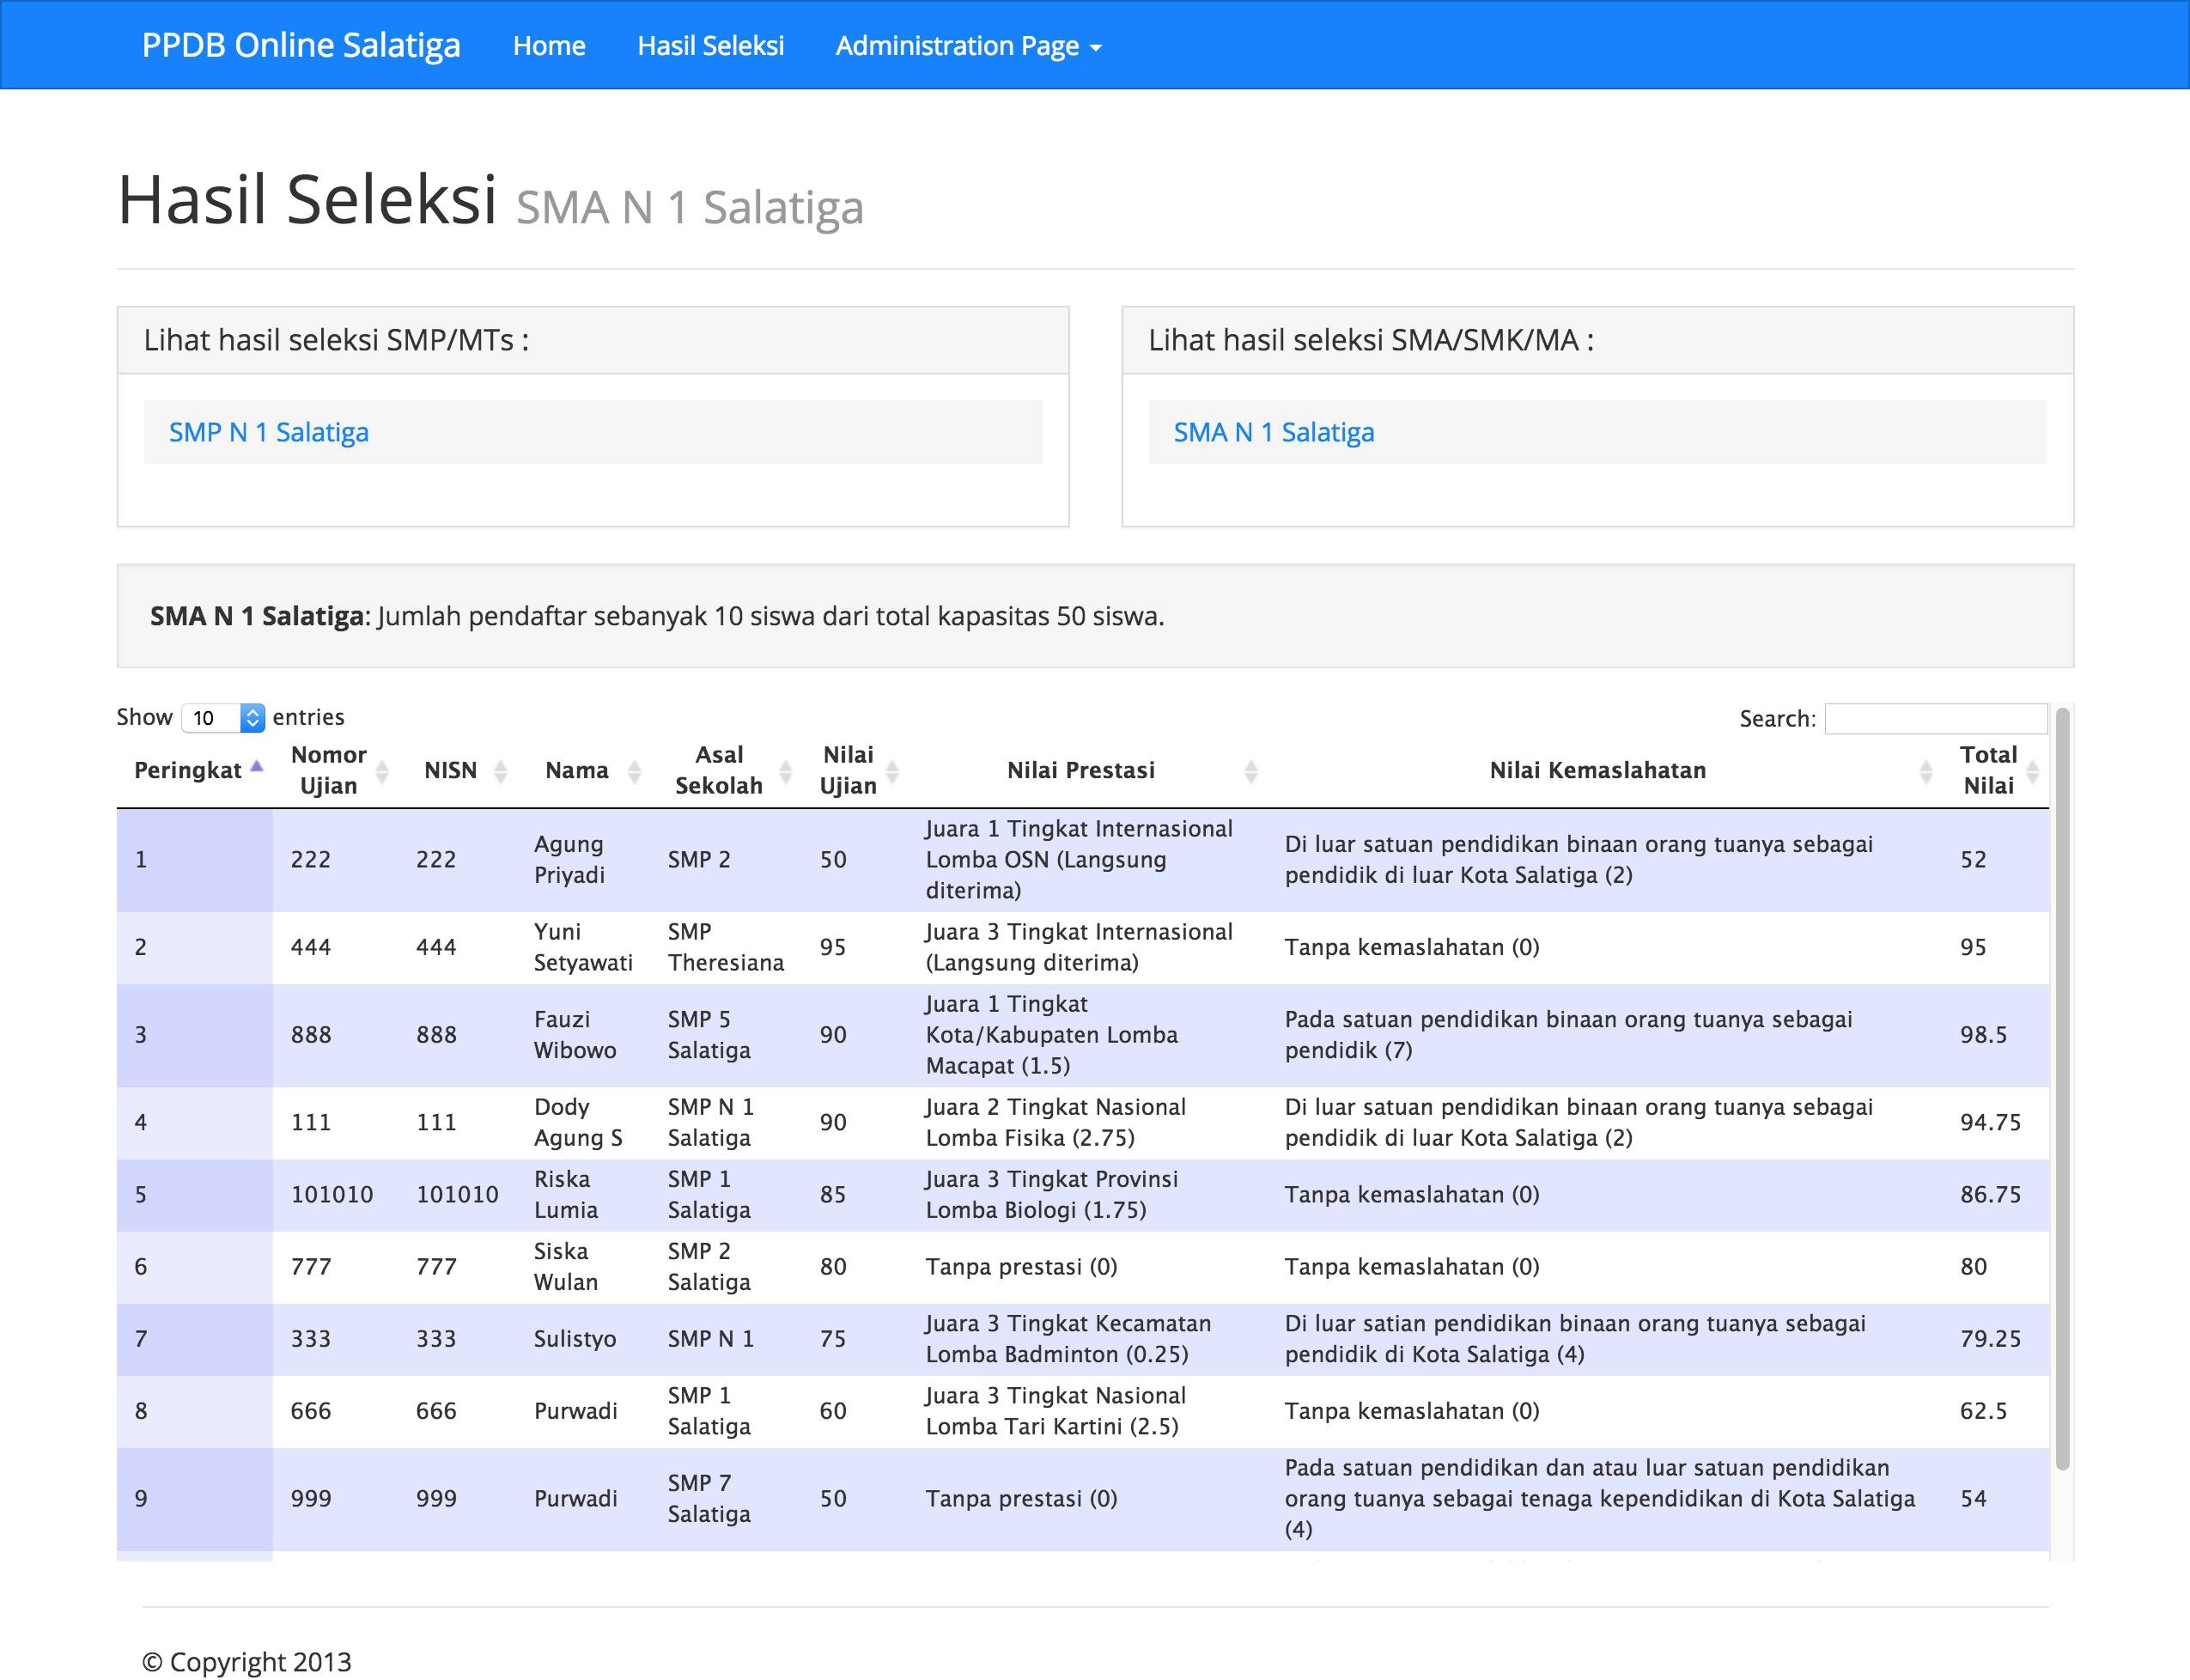 PPDB Online Salatiga Home Hasil Seleksi Administration Page
Hasil Seleksi SMA N 1 Salatiga
Lihat hasil seleksi SMP/MTs :
SMP N 1 Salatiga
Lihat hasil seleksi SMA/SMK/MA :
SMA N 1 Salatiga
SMA N 1 Salatiga: Jumlah pendaftar sebanyak 10 siswa dari total kapasitas 50 siswa.
Show 10 entries
Search:
Peringkat
Nomor
Ujian
NISN
Nama
Asal
Sekolah
Nilai
Ujian
Nilai Prestasi
Nilai Kemaslahatan
Total
Nilai
1
222
222
Agung
Priyadi
SMP 2
50
Juara 1 Tingkat Internasional
Lomba OSN (Langsung
diterima)
Di luar satuan pendidikan binaan orang tuanya sebagai
pendidik di luar Kota Salatiga (2)
52
2
444
444
Yuni
Setyawati
SMP
Theresiana
95
Juara 3 Tingkat Internasional
(Langsung diterima)
Tanpa kemaslahatan (0)
95
3
888
888
Fauzi
Wibowo
SMP 5
Salatiga
90
Juara 1 Tingkat
Kota/Kabupaten Lomba
Macapat (1.5)
Pada satuan pendidikan binaan orang tuanya sebagai
pendidik (7)
98.5
4
111
111
Dody
Agung S
SMP N 1
Salatiga
90
Juara 2 Tingkat Nasional
Lomba Fisika (2.75)
Di luar satuan pendidikan binaan orang tuanya sebagai
pendidik di luar Kota Salatiga (2)
94.75
5
101010
101010
Riska
Lumia
SMP 1
Salatiga
85
Juara 3 Tingkat Provinsi
Lomba Biologi (1.75)
Tanpa kemaslahatan (0)
86.75
6
777
777
Siska
Wulan
SMP 2
Salatiga
80
Tanpa prestasi (0)
Tanpa kemaslahatan (0)
80
7
333
333
Sulistyo
SMP N 1
75
Juara 3 Tingkat Kecamatan
Lomba Badminton (0.25)
Di luar satian pendidikan binaan orang tuanya sebagai
pendidik di Kota Salatiga (4)
79.25
8
666
666
Purwadi
SMP 1
Salatiga
60
Juara 3 Tingkat Nasional
Lomba Tari Kartini (2.5)
Tanpa kemaslahatan (0)
62.5
9
999
999
Purwadi
SMP 7
Salatiga
50
Tanpa prestasi (0)
Pada satuan pendidikan dan atau luar satuan pendidikan
orang tuanya sebagai tenaga kependidikan di Kota Salatiga
(4)
54
© Copyright 2013